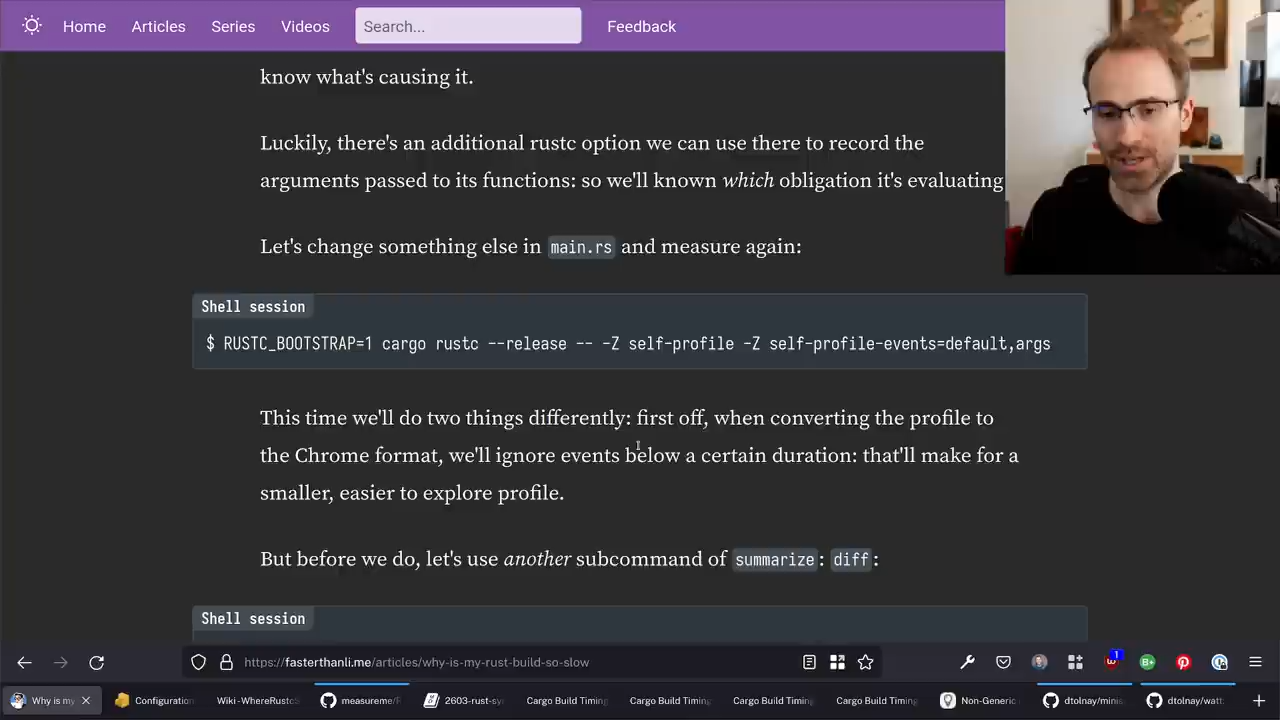 Home Articles Series Videos Search... Feedback
know what's causing it.
Luckily, there's an additional rustc option we can use there to record the
arguments passed to its functions: so we'll known which obligation it's evaluating
Let's change something else in main.rs and measure again:
Shell session
$ RUSTC_BOOTSTRAP=1 cargo rustc --release -- -Z self-profile -Z self-profile-events=default,args
This time we'll do two things differently: first off, when converting the profile to
the Chrome format, we'll ignore events below a certain duration: that'll make for a
smaller, easier to explore profile.
But before we do, let's use another subcommand of summarize: diff:
Shell session
https://fasterthanli.me/articles/why-is-my-rust-build-so-slow
1
B+
Why is my Configuration Wiki-WhereRustcS measureme/R 2603-rust-sy Cargo Build Timing Cargo Build Timing Cargo Build Timing Cargo Build Timing Non-Generic dtolnay/minis dtolnay/watt